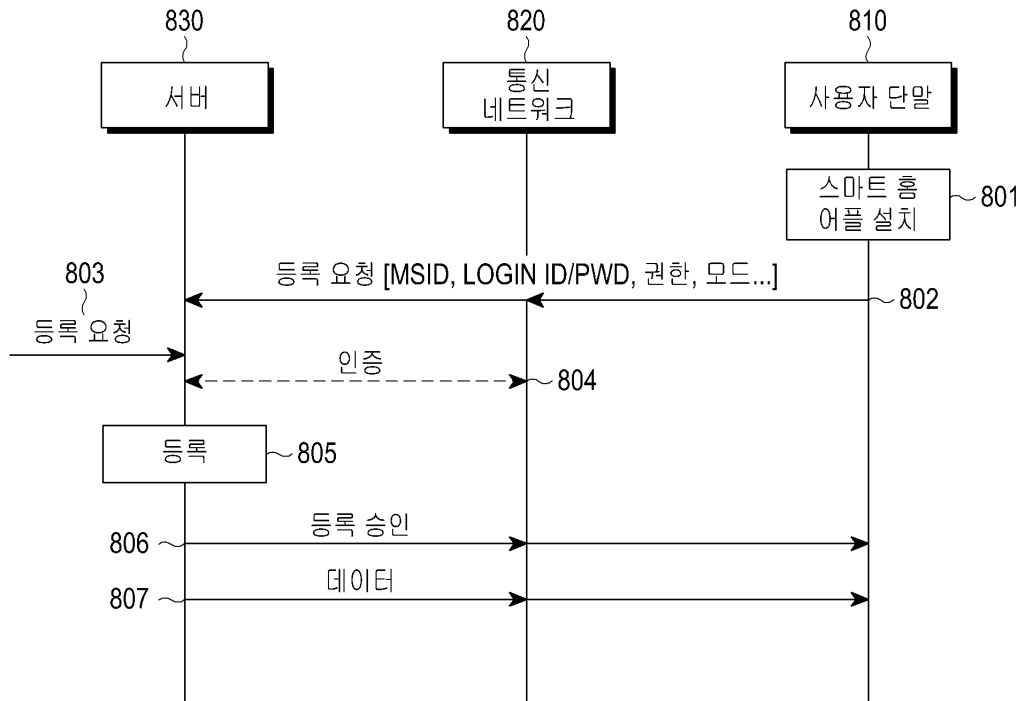 830
820
810
서버
통신
네트워크
사용자 단말
스마트 홈
어플 설치
801
803
등록 요청 [MSID, LOGIN ID/PWD, 권한, 모드...]
802
등록 요청
인증
804
등록
805
806
등록 승인
807
데이터